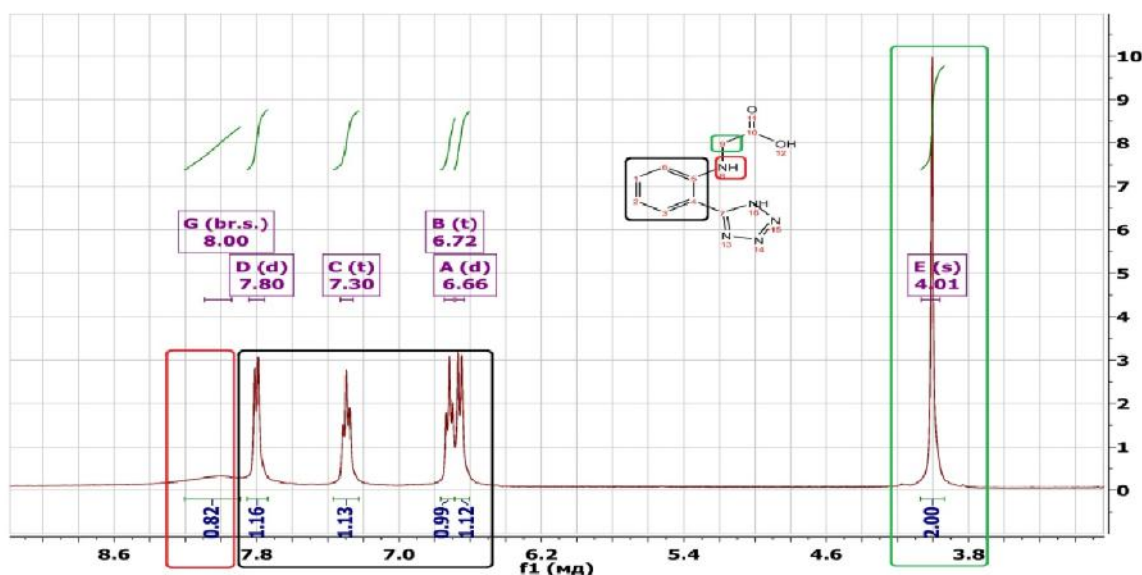 10
9
8
7
6
5
4
3
2
1
0
G (br.s.)
8.00
D (d)
7.80
C (t)
7.30
B (t)
6.72
A (d)
6.66
E (s)
4.01
O
11
10
9
OH
12
NH
8
6
1
5
2
4
3
7
NH
16
N
15
N
13
N
14
0.82
1.16
1.13
0.99
1.12
2.00
8.6 7.8 7.0 6.2 5.4 4.6 3.8
f1 (мд)